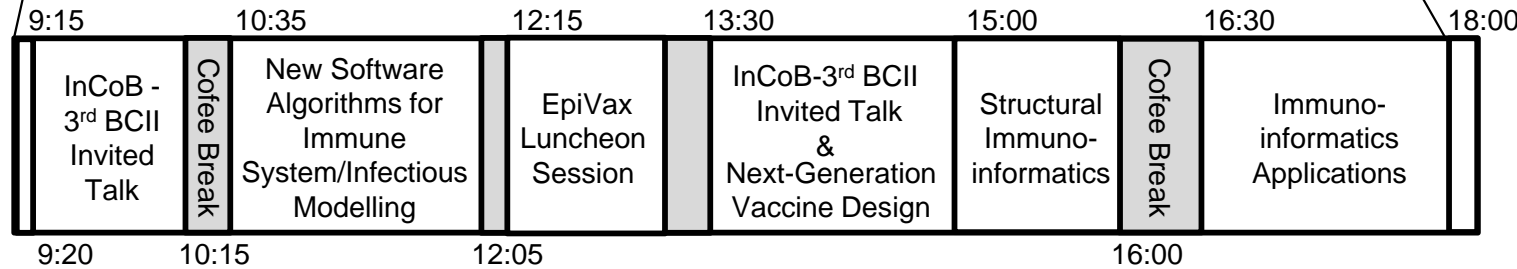 9:15 10:35 12:15 13:30 15:00 16:30 18:00
InCoB -
3rd BCII
Invited
Talk
Cofee Break
New Software
Algorithms for
Immune
System/Infectious
Modelling
EpiVax
Luncheon
Session
InCoB-3rd BCII
Invited Talk
&
Next-Generation
Vaccine Design
Structural
Immuno-
informatics
Cofee Break
Immuno-
informatics
Applications
9:20 10:15 12:05 16:00